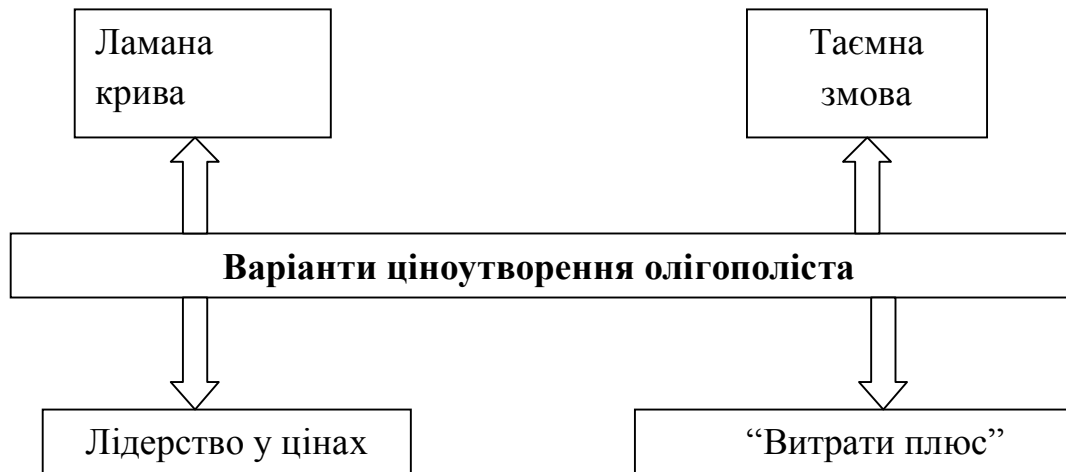 Ламана
крива
Таємна
змова
Варіанти ціноутворення олігополіста
Лідерство у цінах
“Витрати плюс”